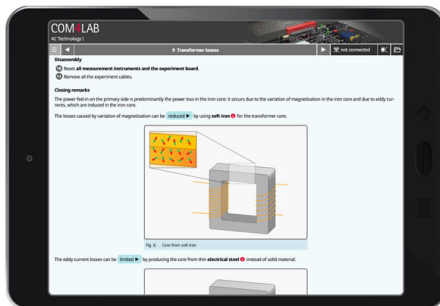 COM4LAB
AC Technology I
9 Transformer losses
not connected
Disassembly
Reset all measurement instruments and the experiment board.
Remove all the experiment cables.
Closing remarks
The power fed-in on the primary side is predominantly the power loss in the iron core: it occurs due to the variation of magnetisation in the iron core and due to eddy cur-
rents, which are induced in the iron core.
The losses caused by variation of magnetisation can be reduced ▶ by using soft iron for the transformer core.
Fig. 8: Core from soft iron
The eddy current losses can be limited ▶ by producing the core from thin electrical steel instead of solid material.